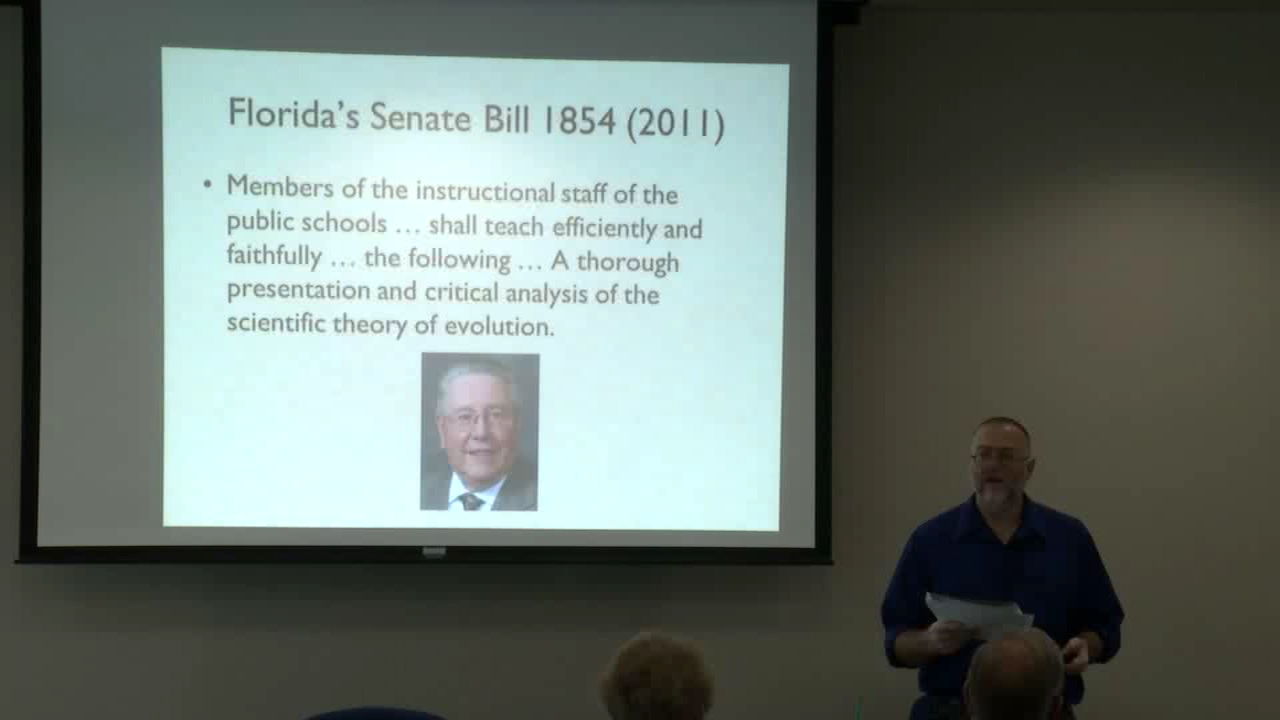 Florida's Senate Bill 1854 (2011)
• Members of the instructional staff of the
public schools … shall teach efficiently and
faithfully … the following … A thorough
presentation and critical analysis of the
scientific theory of evolution.